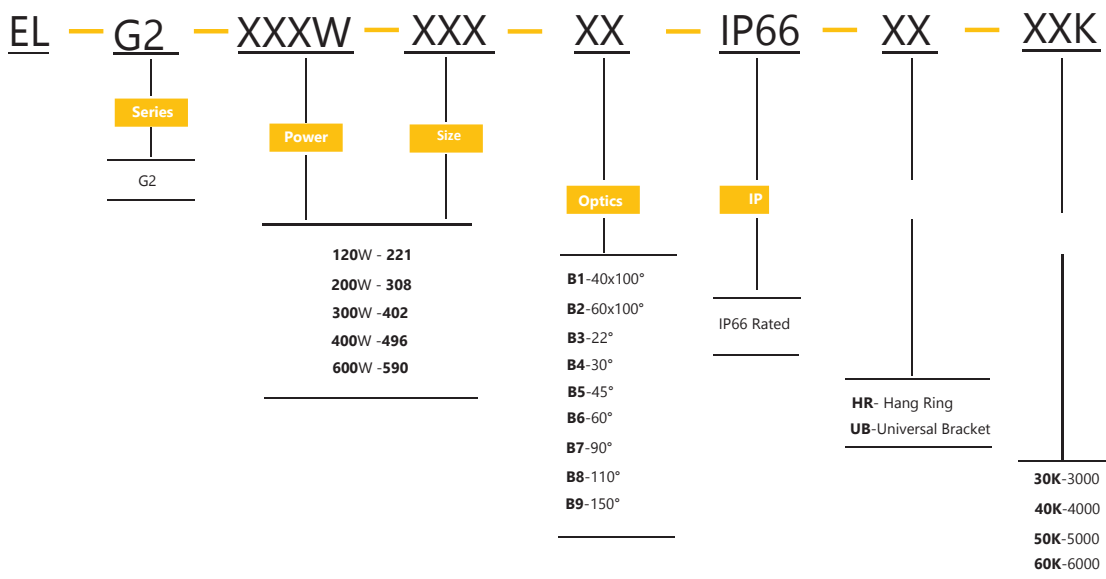 EL — G2 — XXXW — XXX — XX — IP66 — XX — XXK
Series
Power
Size
G2
Optics
IP
120W - 221
200W - 308
300W -402
400W -496
600W -590
B1-40x100°
B2-60x100°
B3-22°
B4-30°
B5-45°
B6-60°
B7-90°
B8-110°
B9-150°
IP66 Rated
HR- Hang Ring
UB-Universal Bracket
30K-3000
40K-4000
50K-5000
60K-6000